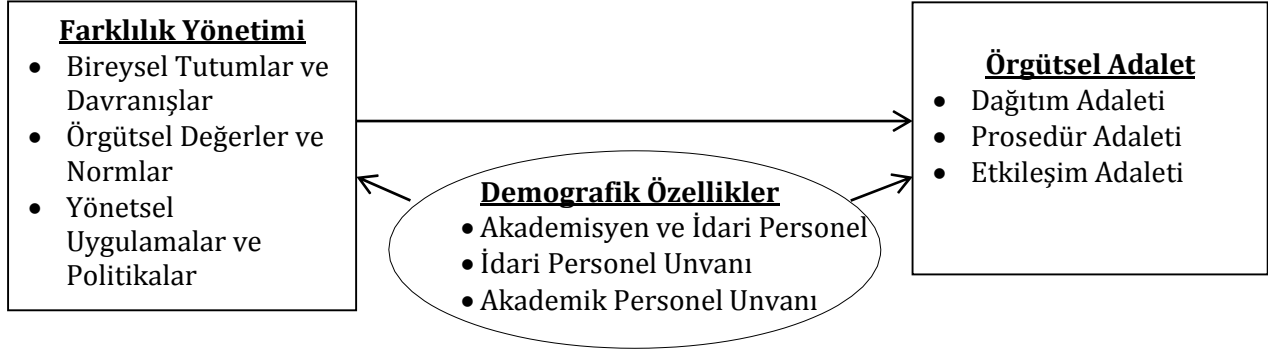 Farklılık Yönetimi
• Bireysel Tutumlar ve
Davranışlar
• Örgütsel Değerler ve
Normlar
• Yönetsel
Uygulamalar ve
Politikalar
Demografik Özellikler
• Akademisyen ve İdari Personel
• İdari Personel Unvanı
• Akademik Personel Unvanı
Örgütsel Adalet
• Dağıtım Adaleti
• Prosedür Adaleti
• Etkileşim Adaleti